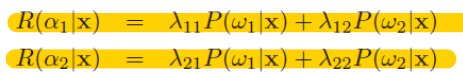 R(α₁|x) = λ₁₁P(ω₁|x) + λ₁₂P(ω₂|x)
R(α₂|x) = λ₂₁P(ω₁|x) + λ₂₂P(ω₂|x)